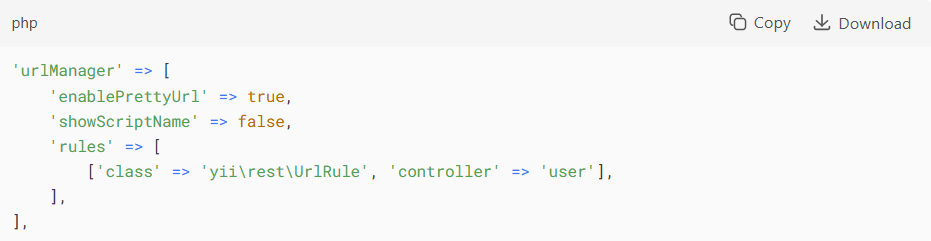 php
Copy
Download
'urlManager' => [
    'enablePrettyUrl' => true,
    'showScriptName' => false,
    'rules' => [
        ['class' => 'yii\rest\UrlRule', 'controller' => 'user'],
    ],
],